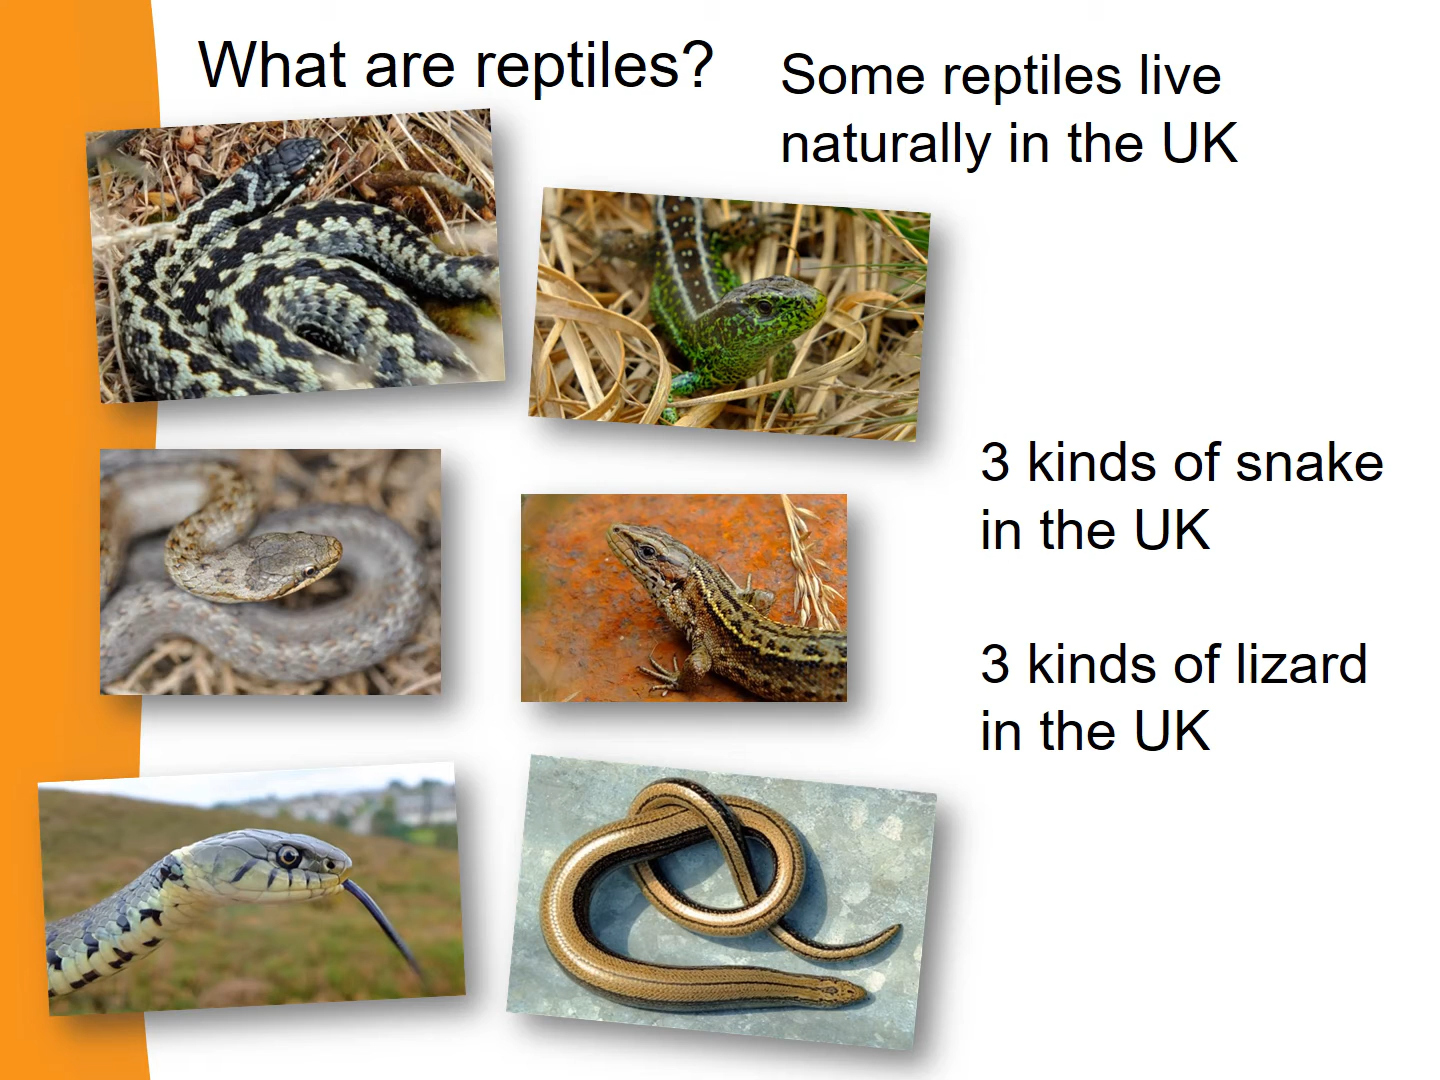 What are reptiles?
Some reptiles live
naturally in the UK
3 kinds of snake
in the UK
3 kinds of lizard
in the UK